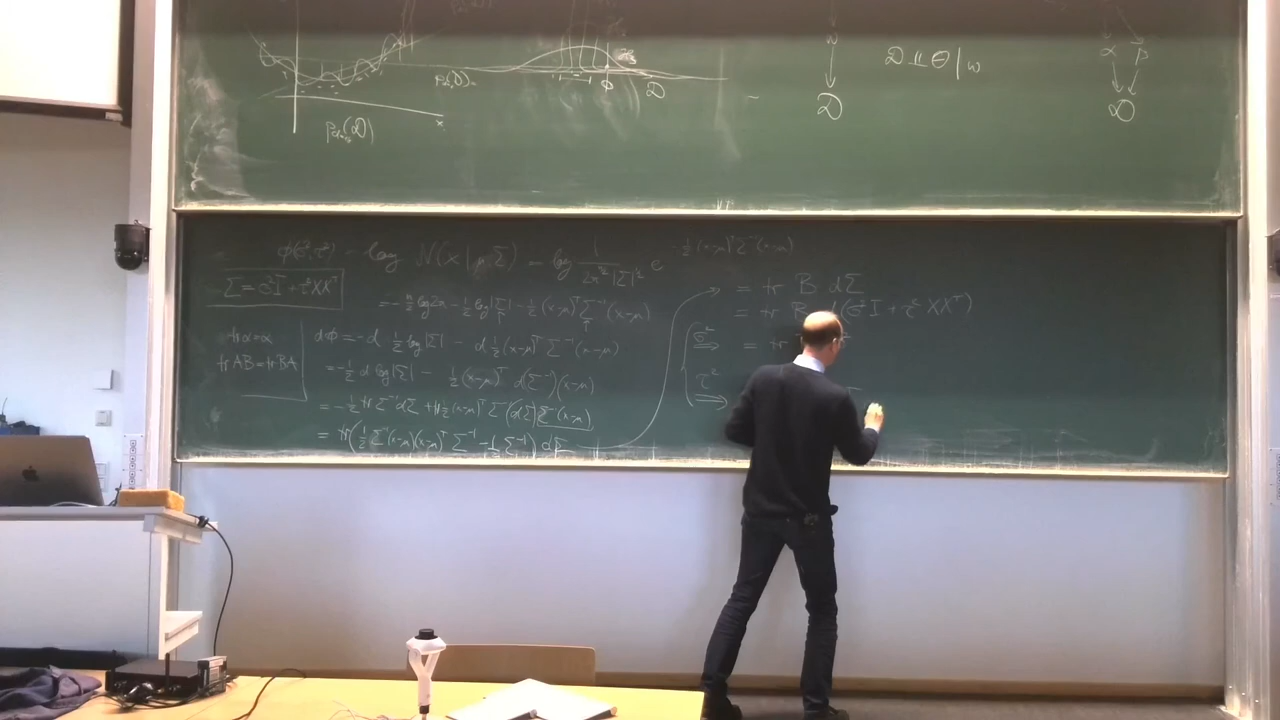 D ⫫ Θ | w
α β
D
D
x
ϕ(σ², τ²) = log N(x | μ, Σ) = log 1/(2π^{n/2} |Σ|^{1/2}) e^{-½ (x-μ)ᵀ Σ⁻¹ (x-μ)}
Σ = σ² I + τ² XXᵀ
= -n/2 log 2π - ½ log |Σ| - ½ (x-μ)ᵀ Σ⁻¹ (x-μ)
tr α = α
tr AB = tr BA
dϕ = -d ½ log |Σ| - d ½ (x-μ)ᵀ Σ⁻¹ (x-μ)
= -½ d log |Σ| - ½ (x-μ)ᵀ d(Σ⁻¹) (x-μ)
= -½ tr Σ⁻¹ dΣ + ½ (x-μ)ᵀ Σ⁻¹ (dΣ) Σ⁻¹ (x-μ)
= tr (½ Σ⁻¹ (x-μ)(x-μ)ᵀ Σ⁻¹ - ½ Σ⁻¹) dΣ
= tr B dΣ
= tr B d(σ² I + τ² XXᵀ)
σ² ⟹ = tr
τ² ⟹